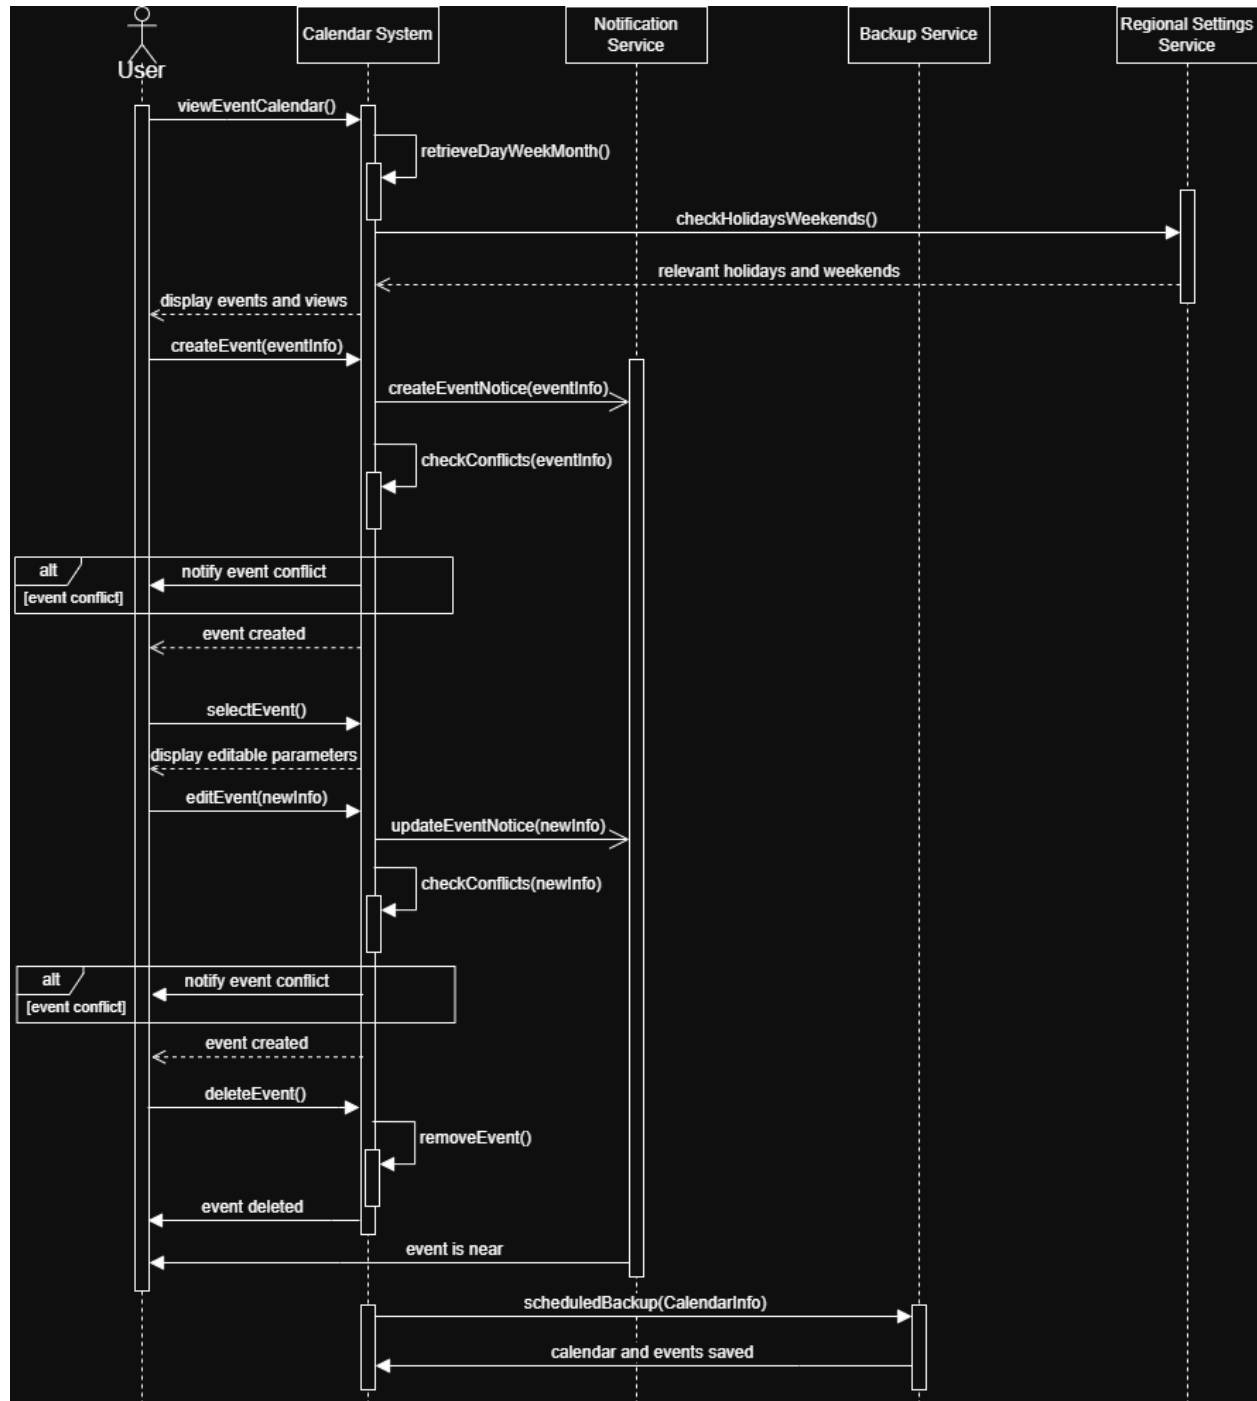 User
Calendar System
Notification
Service
Backup Service
Regional Settings
Service
viewEventCalendar()
retrieveDayWeekMonth()
checkHolidaysWeekends()
relevant holidays and weekends
display events and views
createEvent(eventInfo)
createEventNotice(eventInfo)
checkConflicts(eventInfo)
alt
notify event conflict
[event conflict]
event created
selectEvent()
display editable parameters
editEvent(newInfo)
updateEventNotice(newInfo)
checkConflicts(newInfo)
alt
notify event conflict
[event conflict]
event created
deleteEvent()
removeEvent()
event deleted
event is near
scheduledBackup(CalendarInfo)
calendar and events saved